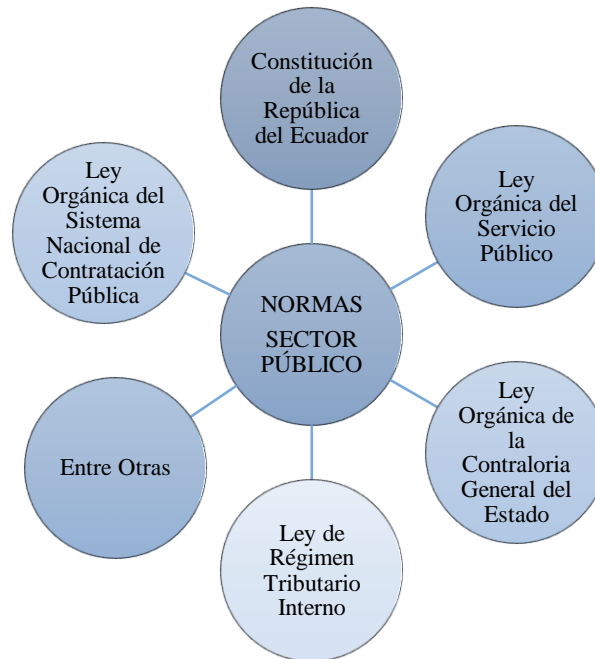 Constitución
de la
República
del Ecuador
Ley
Orgánica del
Servicio
Público
Ley
Orgánica de
la
Contraloria
General del
Estado
Ley de
Régimen
Tributario
Interno
Entre Otras
Ley
Orgánica del
Sistema
Nacional de
Contratación
Pública
NORMAS
SECTOR
PÚBLICO